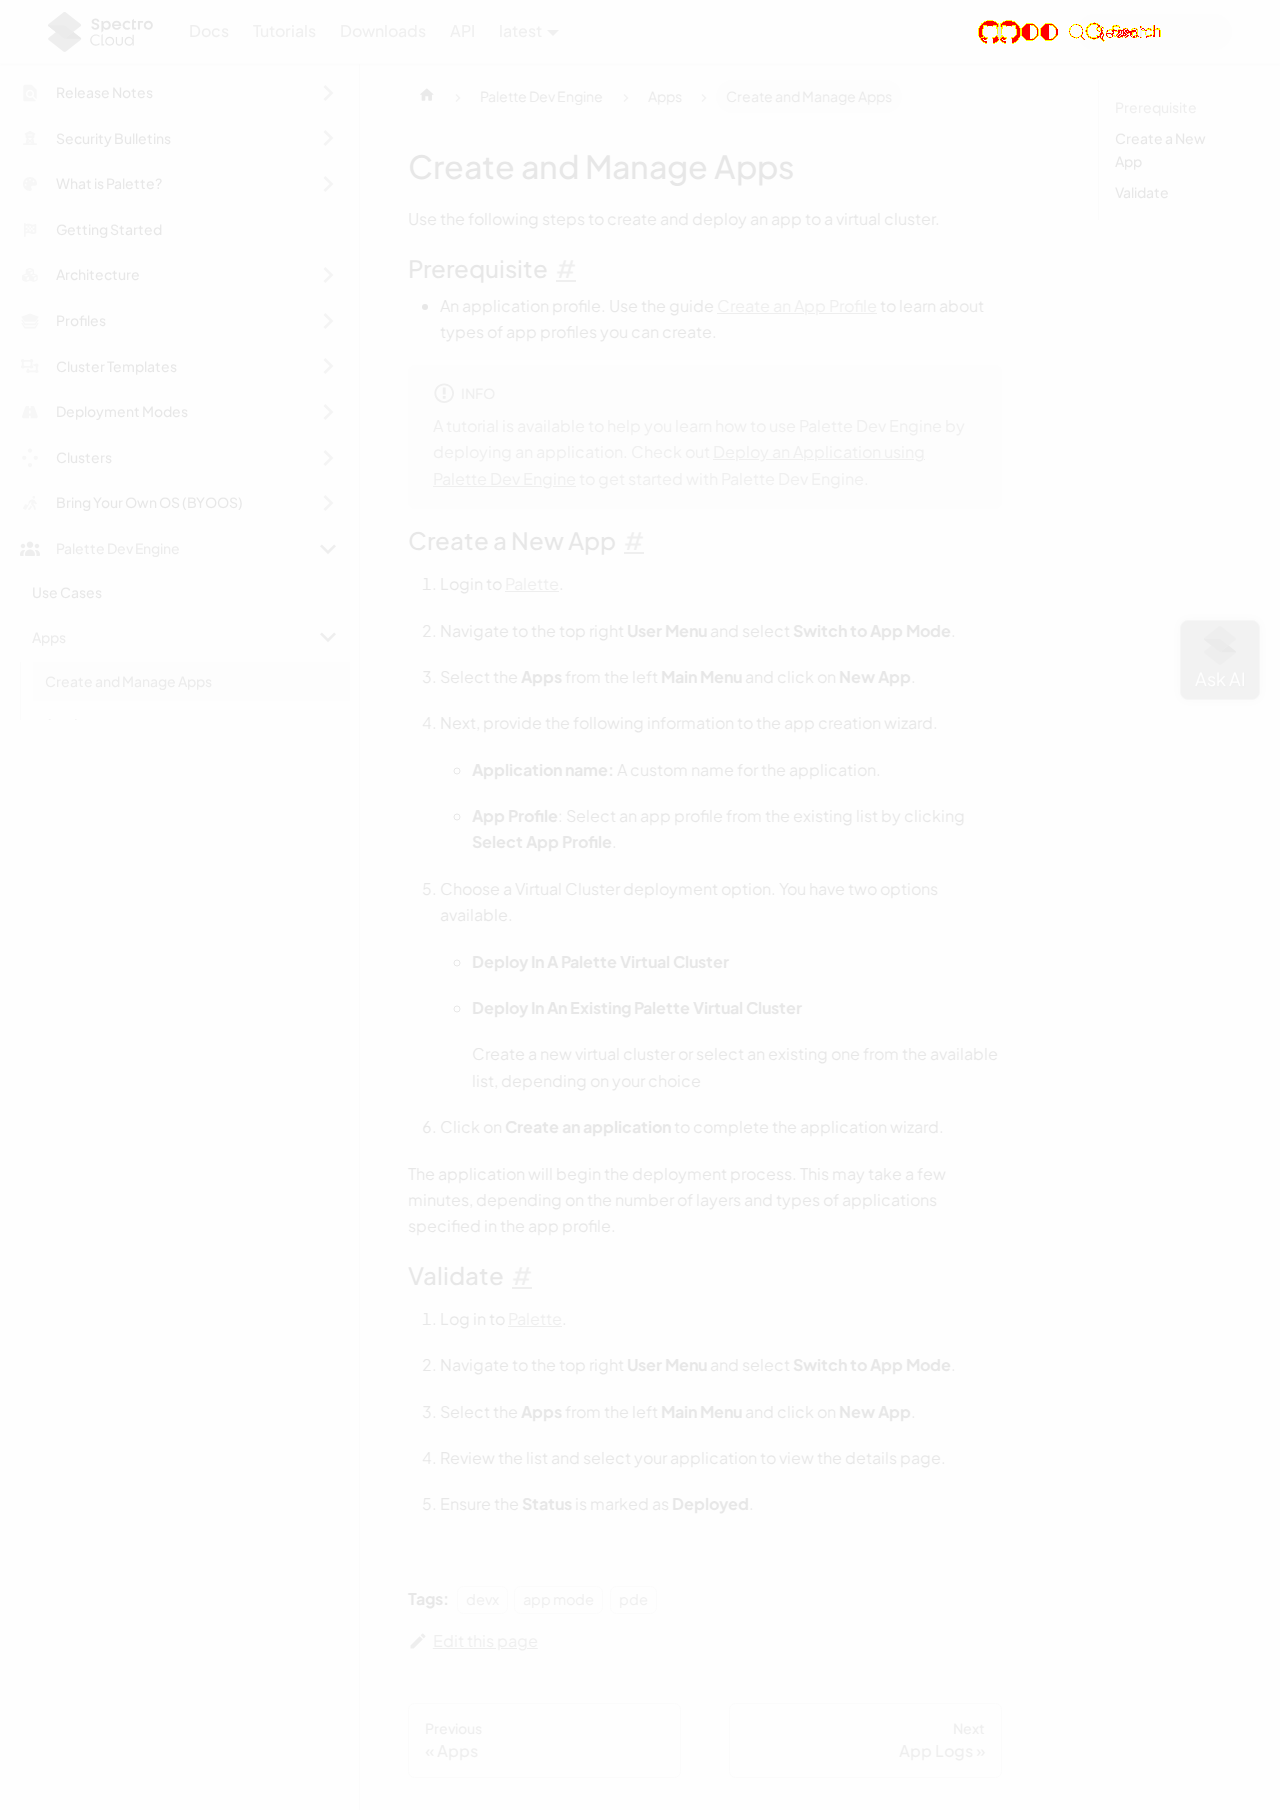 Spectro
Cloud
Docs
Tutorials
Downloads
API
latest
Search
Release Notes
Security Bulletins
What is Palette?
Getting Started
Architecture
Profiles
Cluster Templates
Deployment Modes
Clusters
Bring Your Own OS (BYOOS)
Palette Dev Engine
Use Cases
Apps
Create and Manage Apps
Palette Dev Engine
Apps
Create and Manage Apps
Create and Manage Apps
Use the following steps to create and deploy an app to a virtual cluster.
Prerequisite #
• An application profile. Use the guide Create an App Profile to learn about
types of app profiles you can create.
INFO
A tutorial is available to help you learn how to use Palette Dev Engine by
deploying an application. Check out Deploy an Application using
Palette Dev Engine to get started with Palette Dev Engine.
Create a New App #
1. Login to Palette.
2. Navigate to the top right User Menu and select Switch to App Mode.
3. Select the Apps from the left Main Menu and click on New App.
4. Next, provide the following information to the app creation wizard.
◦ Application name: A custom name for the application.
◦ App Profile: Select an app profile from the existing list by clicking
Select App Profile.
5. Choose a Virtual Cluster deployment option. You have two options
available.
◦ Deploy In A Palette Virtual Cluster
◦ Deploy In An Existing Palette Virtual Cluster
Create a new virtual cluster or select an existing one from the available
list, depending on your choice
6. Click on Create an application to complete the application wizard.
The application will begin the deployment process. This may take a few
minutes, depending on the number of layers and types of applications
specified in the app profile.
Validate #
1. Log in to Palette.
2. Navigate to the top right User Menu and select Switch to App Mode.
3. Select the Apps from the left Main Menu and click on New App.
4. Review the list and select your application to view the details page.
5. Ensure the Status is marked as Deployed.
Tags: devx app mode pde
Edit this page
Previous
« Apps
Next
App Logs »
Prerequisite
Create a New
App
Validate
Ask AI